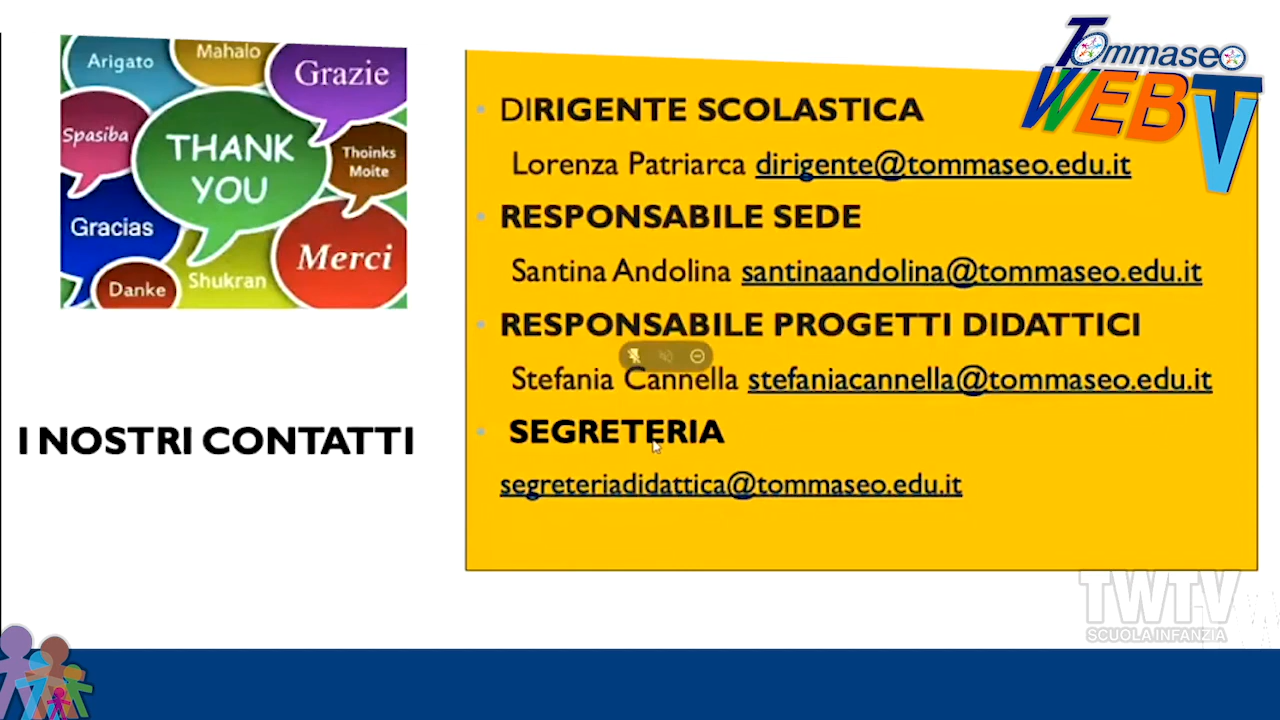 Arigato
Mahalo
Grazie
Spasiba
THANK
YOU
Thoinks
Moite
Gracias
Merci
Danke
Shukran
I NOSTRI CONTATTI
Tommaseo
WEBTV
• DIRIGENTE SCOLASTICA
Lorenza Patriarca dirigente@tommaseo.edu.it
• RESPONSABILE SEDE
Santina Andolina santinaandolina@tommaseo.edu.it
• RESPONSABILE PROGETTI DIDATTICI
Stefania Cannella stefaniacannella@tommaseo.edu.it
• SEGRETERIA
segreteriadidattica@tommaseo.edu.it
TWTV
SCUOLA INFANZIA